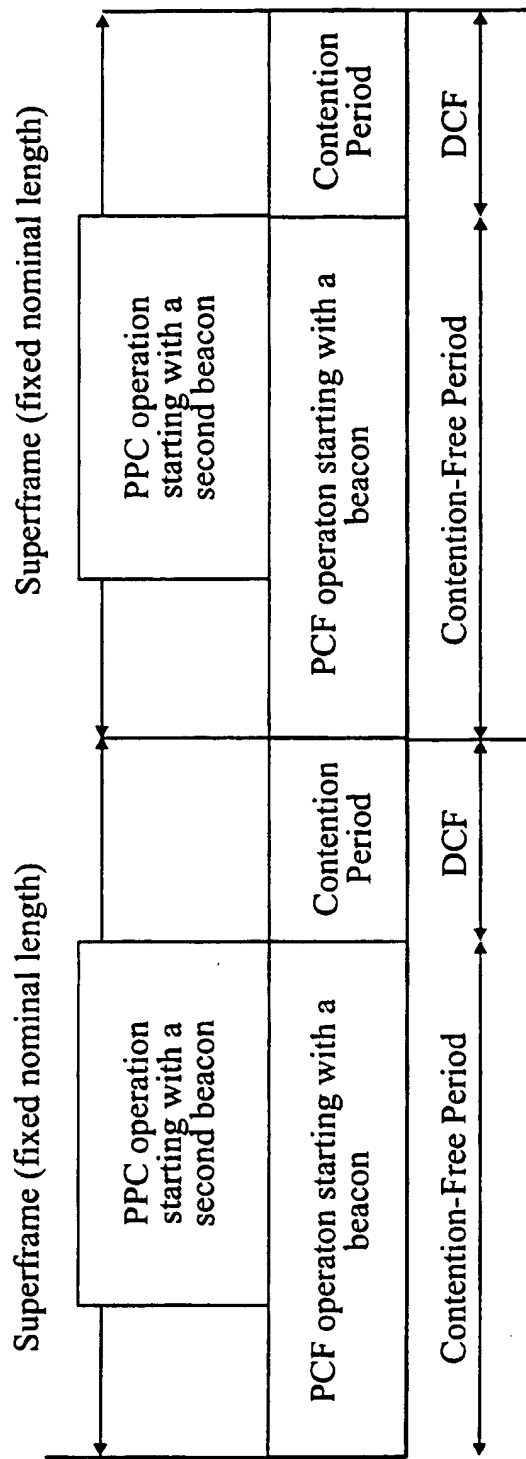 Superframe (fixed nominal length)
Superframe (fixed nominal length)
PPC operation
starting with a
second beacon
PPC operation
starting with a
second beacon
PCF operaton starting with a
beacon
Contention
Period
PCF operaton starting with a
beacon
Contention
Period
Contention-Free Period
DCF
Contention-Free Period
DCF